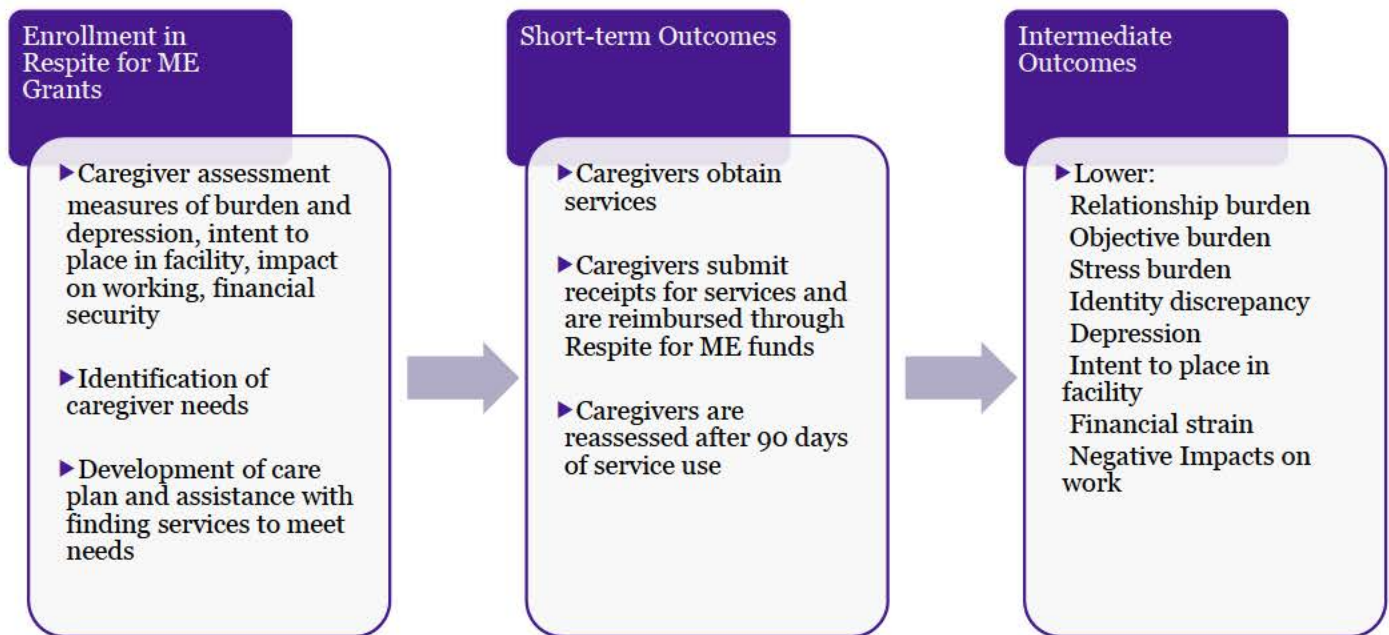 Enrollment in
Respite for ME
Grants
▶Caregiver assessment
measures of burden and
depression, intent to
place in facility, impact
on working, financial
security
▶Identification of
caregiver needs
▶Development of care
plan and assistance with
finding services to meet
needs
Short-term Outcomes
▶Caregivers obtain
services
▶Caregivers submit
receipts for services and
are reimbursed through
Respite for ME funds
▶Caregivers are
reassessed after 90 days
of service use
Intermediate
Outcomes
▶Lower:
Relationship burden
Objective burden
Stress burden
Identity discrepancy
Depression
Intent to place in
facility
Financial strain
Negative Impacts on
work